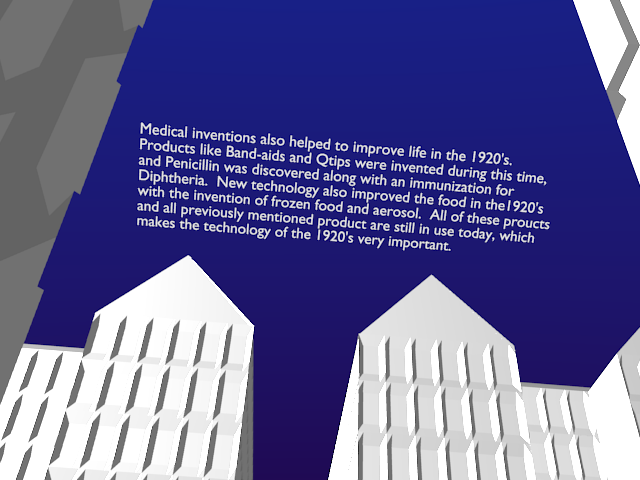 Medical inventions also helped to improve life in the 1920's.
Products like Band-aids and Qtips were invented during this time,
and Penicillin was discovered along with an immunization for
Diphtheria.  New technology also improved the food in the1920's
with the invention of frozen food and aerosol.  All of these proucts
and all previously mentioned product are still in use today, which
makes the technology of the 1920's very important.